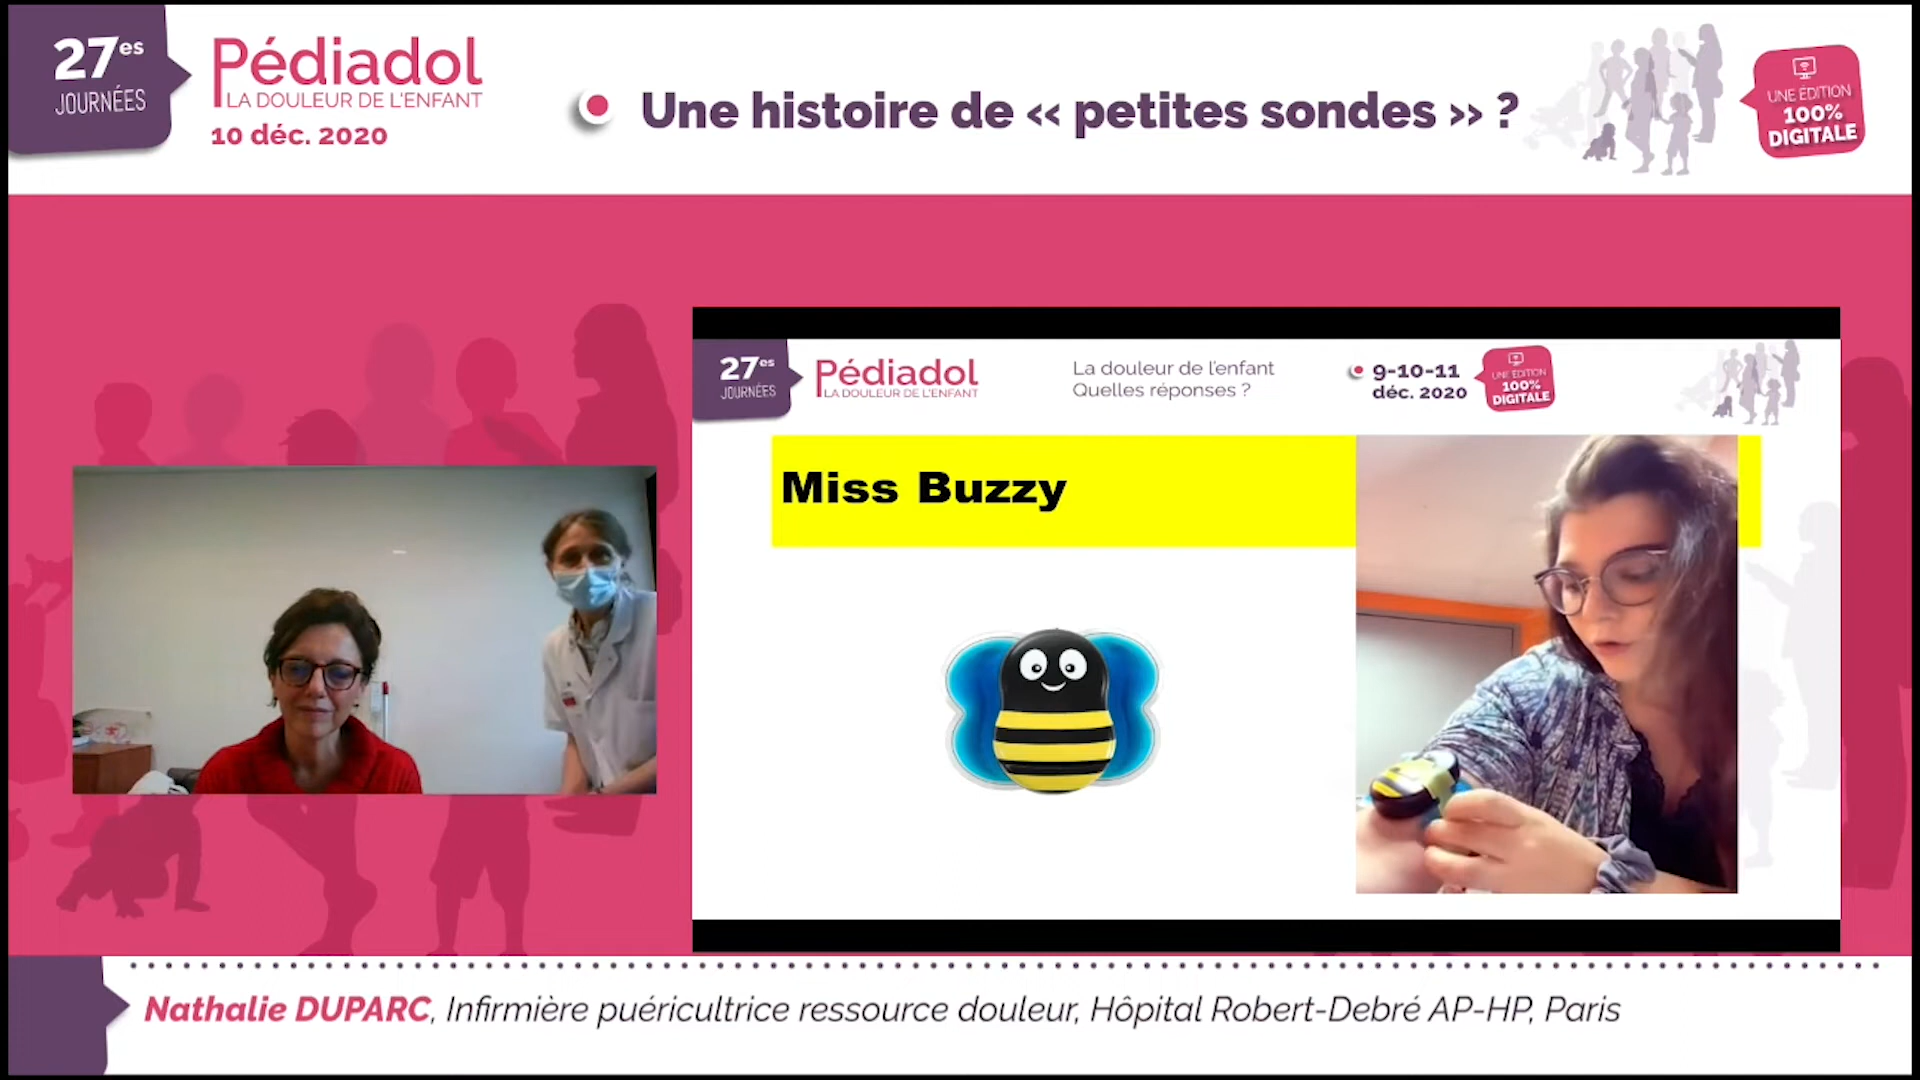 27es
JOURNÉES
Pédiadol
LA DOULEUR DE L'ENFANT
10 déc. 2020
Une histoire de « petites sondes » ?
UNE ÉDITION
100%
DIGITALE
27es
JOURNÉES
Pédiadol
LA DOULEUR DE L'ENFANT
La douleur de l'enfant
Quelles réponses ?
9-10-11
déc. 2020
UNE ÉDITION
100%
DIGITALE
Miss Buzzy
Nathalie DUPARC, Infirmière puéricultrice ressource douleur, Hôpital Robert-Debré AP-HP, Paris